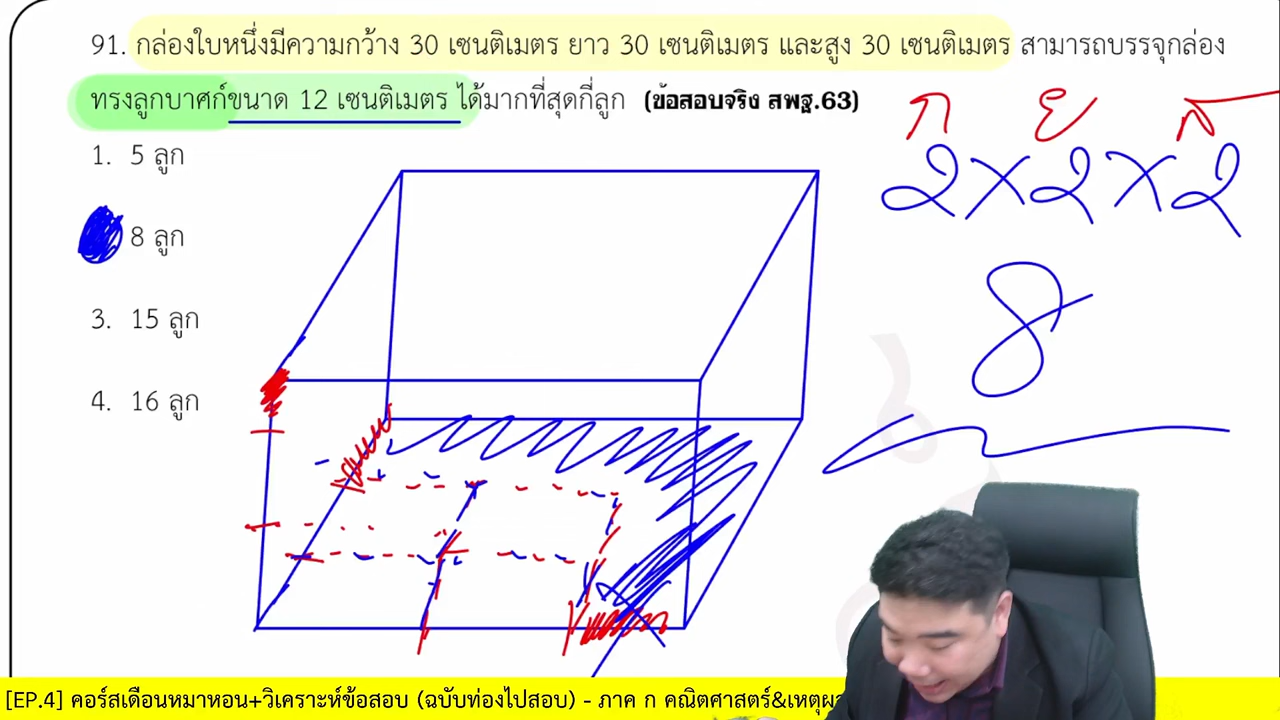 91. กล่องใบหนึ่งมีความกว้าง 30 เซนติเมตร ยาว 30 เซนติเมตร และสูง 30 เซนติเมตร สามารถบรรจุกล่อง
ทรงลูกบาศก์ขนาด 12 เซนติเมตร ได้มากที่สุดกี่ลูก (ข้อสอบจริง สพฐ.63)
ก ย ส
2×2×2
1. 5 ลูก
8 ลูก
8
3. 15 ลูก
4. 16 ลูก
[EP.4] คอร์สเดือนหมาหอน+วิเคราะห์ข้อสอบ (ฉบับท่องไปสอบ) - ภาค ก คณิตศาสตร์&เหตุผ